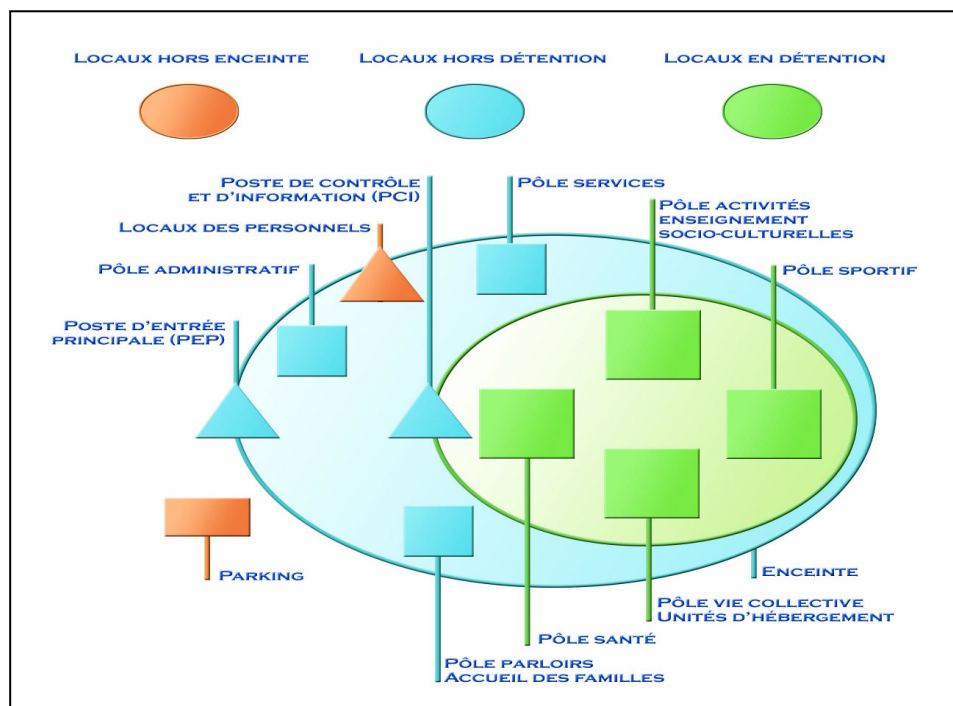 LOCAUX HORS ENCEINTE
LOCAUX HORS DÉTENTION
LOCAUX EN DÉTENTION
POSTE DE CONTRÔLE
ET D'INFORMATION (PCI)
PÔLE SERVICES
PÔLE ACTIVITÉS
ENSEIGNEMENT
SOCIO-CULTURELLES
LOCAUX DES PERSONNELS
PÔLE ADMINISTRATIF
PÔLE SPORTIF
POSTE D'ENTRÉE
PRINCIPALE (PEP)
PARKING
ENCEINTE
PÔLE VIE COLLECTIVE
UNITÉS D'HÉBERGEMENT
PÔLE SANTÉ
PÔLE PARLOIRS
ACCUEIL DES FAMILLES